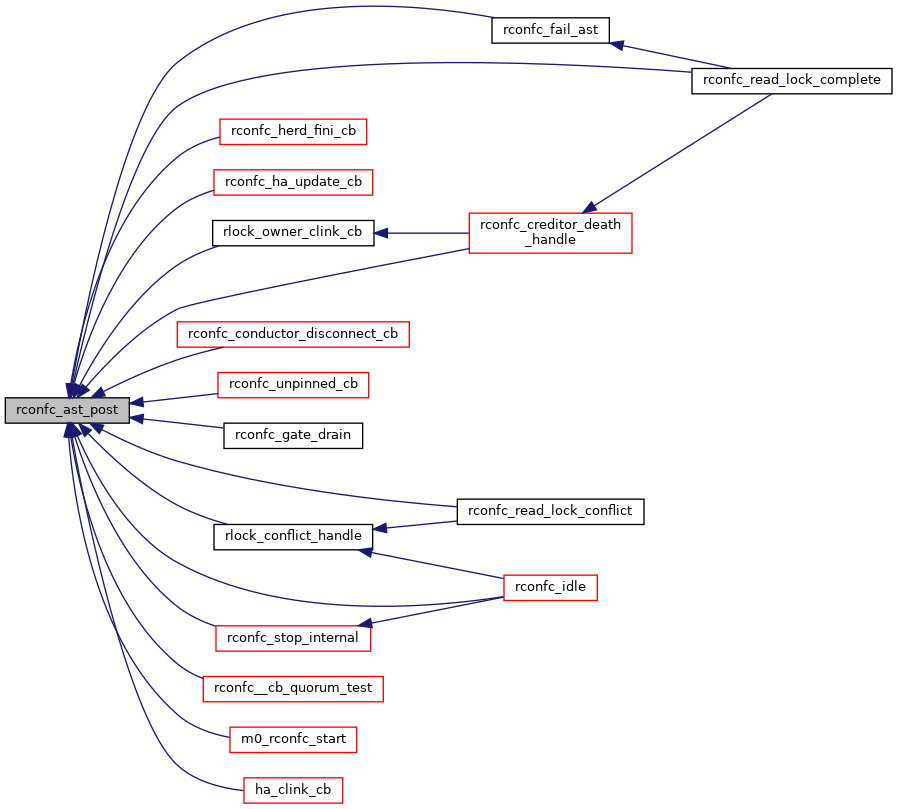 rconfc_fail_ast
rconfc_read_lock_complete
rconfc_herd_fini_cb
rconfc_ha_update_cb
rlock_owner_clink_cb
rconfc_creditor_death
_handle
rconfc_conductor_disconnect_cb
rconfc_unpinned_cb
rconfc_ast_post
rconfc_gate_drain
rconfc_read_lock_conflict
rlock_conflict_handle
rconfc_idle
rconfc_stop_internal
rconfc__cb_quorum_test
m0_rconfc_start
ha_clink_cb